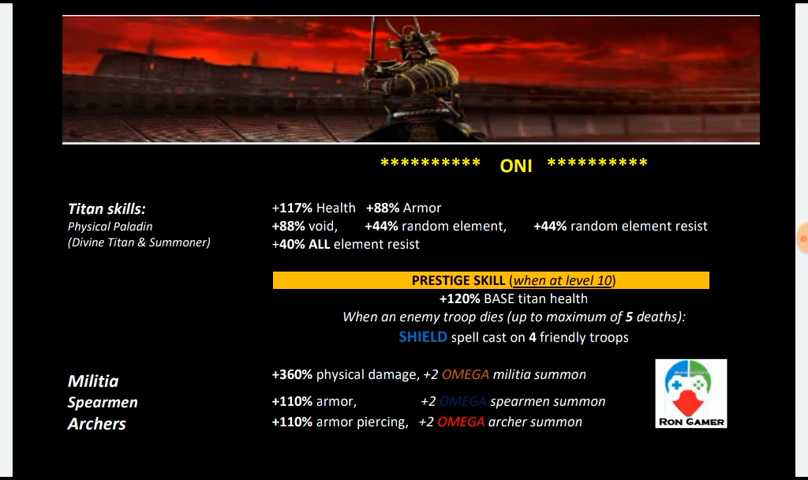 ********** ONI **********
Titan skills:
+117% Health +88% Armor
Physical Paladin
+88% void, +44% random element, +44% random element resist
(Divine Titan & Summoner)
+40% ALL element resist
PRESTIGE SKILL (when at level 10)
+120% BASE titan health
When an enemy troop dies (up to maximum of 5 deaths):
SHIELD spell cast on 4 friendly troops
Militia +360% physical damage, +2 OMEGA militia summon
Spearmen +110% armor, +2 OMEGA spearmen summon
Archers +110% armor piercing, +2 OMEGA archer summon
RON GAMER